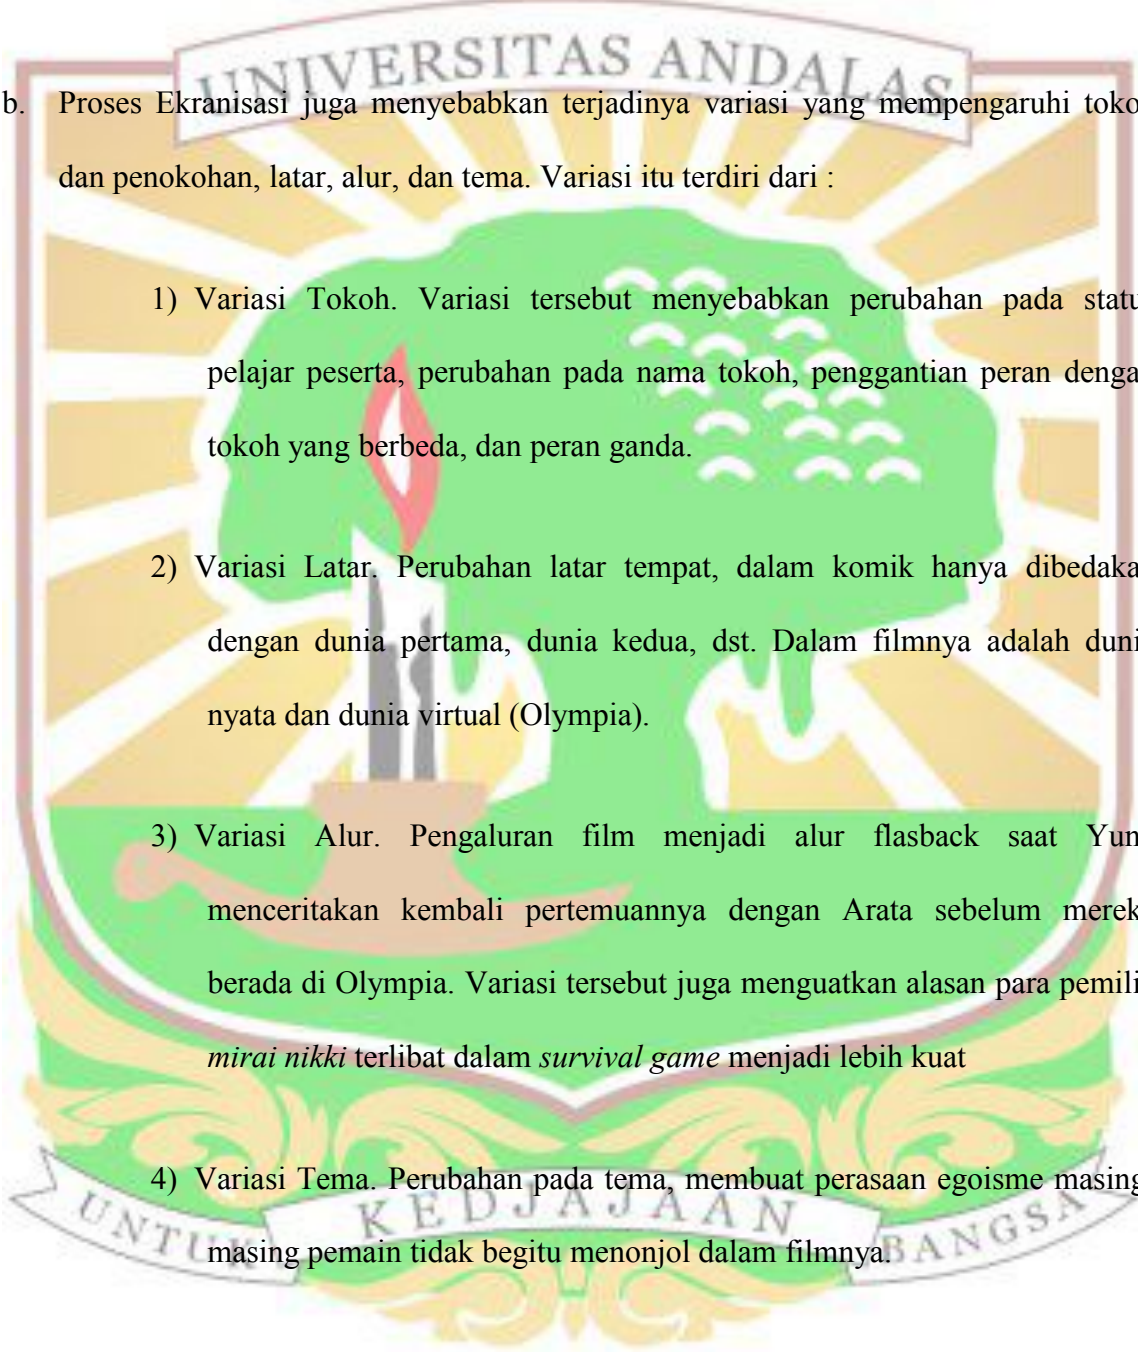 UNIVERSITAS ANDALAS
b. Proses Ekranisasi juga menyebabkan terjadinya variasi yang mempengaruhi toko
dan penokohan, latar, alur, dan tema. Variasi itu terdiri dari :
1) Variasi Tokoh. Variasi tersebut menyebabkan perubahan pada statu
pelajar peserta, perubahan pada nama tokoh, penggantian peran denga
tokoh yang berbeda, dan peran ganda.
2) Variasi Latar. Perubahan latar tempat, dalam komik hanya dibedaka
dengan dunia pertama, dunia kedua, dst. Dalam filmnya adalah duni
nyata dan dunia virtual (Olympia).
3) Variasi Alur. Pengaluran film menjadi alur flasback saat Yun
menceritakan kembali pertemuannya dengan Arata sebelum merek
berada di Olympia. Variasi tersebut juga menguatkan alasan para pemili
mirai nikki terlibat dalam survival game menjadi lebih kuat
4) Variasi Tema. Perubahan pada tema, membuat perasaan egoisme masing
masing pemain tidak begitu menonjol dalam filmnya.
UNTUK KEDJAJAAN BANGSA